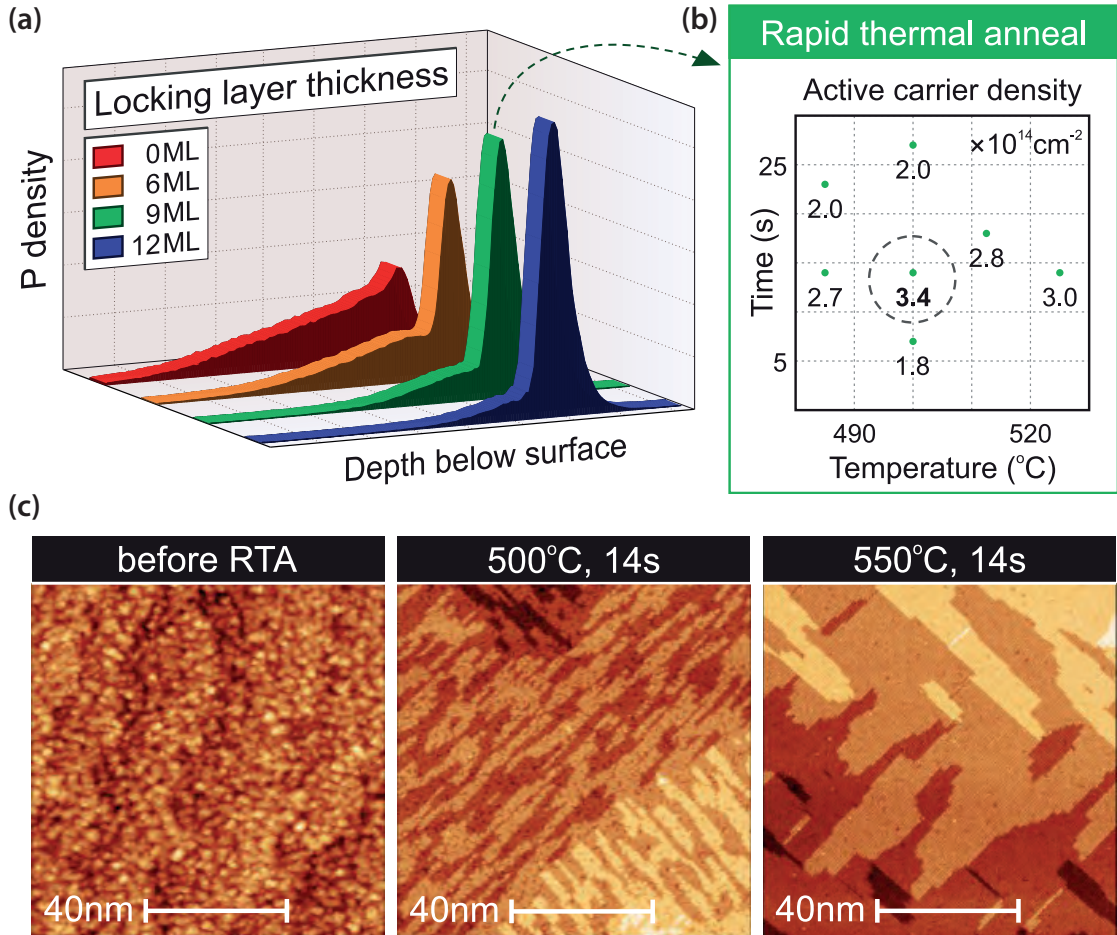 (a)
Locking layer thickness
0ML
6ML
9ML
12ML
P density
Depth below surface
(b)
Rapid thermal anneal
Active carrier density
×10¹⁴cm⁻²
25
5
Time (s)
2.0
2.0
2.8
2.7
3.4
3.0
1.8
490
520
Temperature (°C)
(c)
before RTA
40nm
500°C, 14s
40nm
550°C, 14s
40nm